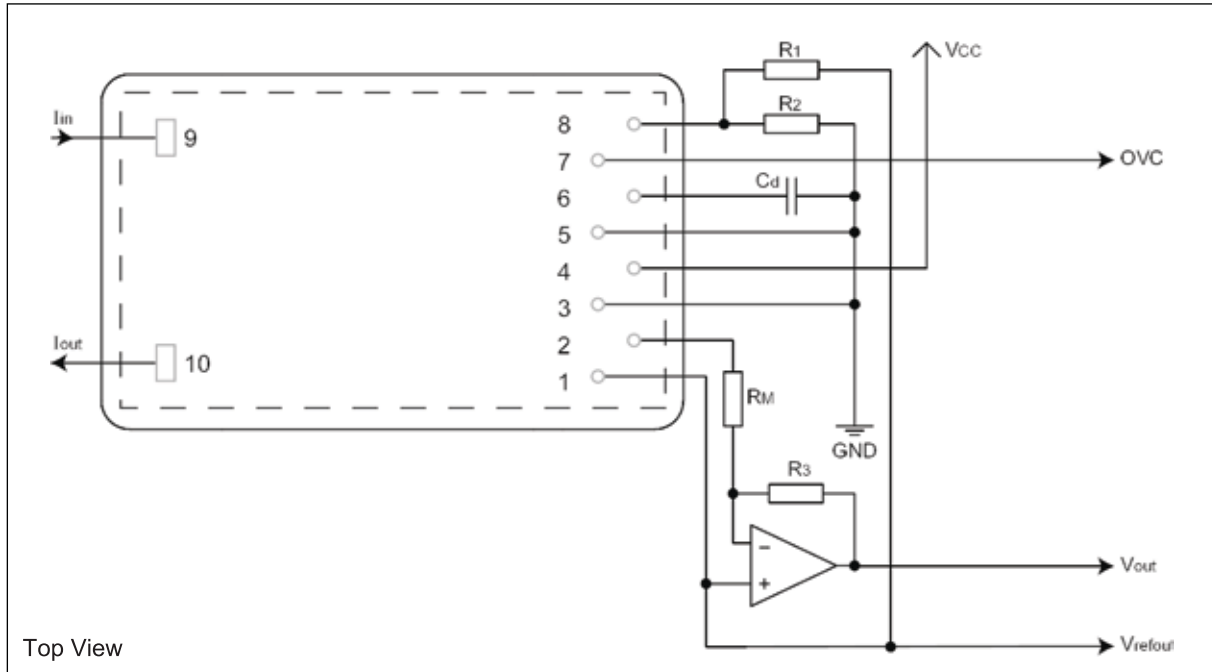 R1
Vcc
R2
Iin
9
8
7
OVC
Cd
6
5
4
3
2
Iout
10
1
RM
GND
R3
−
Vout
+
Top View
Vrefout